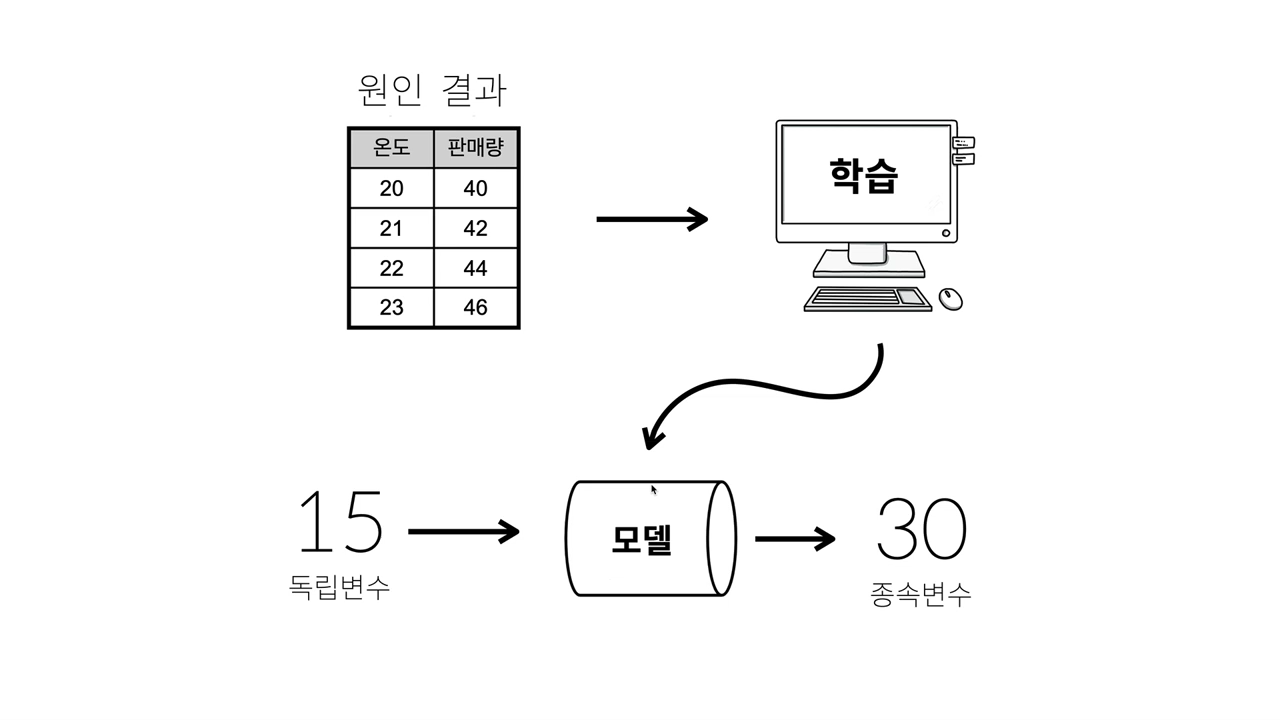 원인 결과
온도 판매량
20 40
21 42
22 44
23 46
학습
15
독립변수
모델
30
종속변수